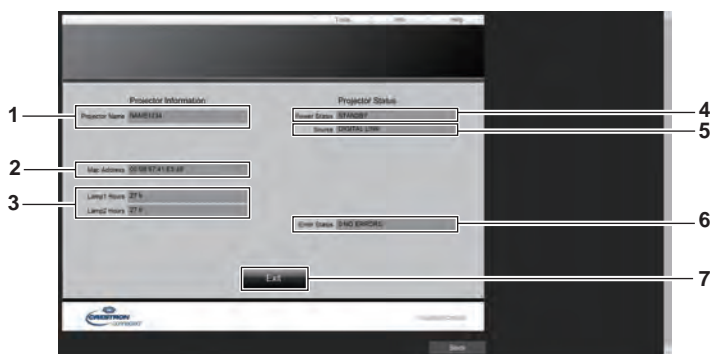 Tools Info Help
Projector Information Projector Status
1 Projector Name NAME1234 Power Status STANDBY 4
Source DIGITAL LINK 5
2 Mac Address
3 Lamp1 Hours 27 h
Lamp2 Hours 27 h
Error Status 0:NO ERRORS 6
Exit 7
CRESTRON
CONNECTED
Back